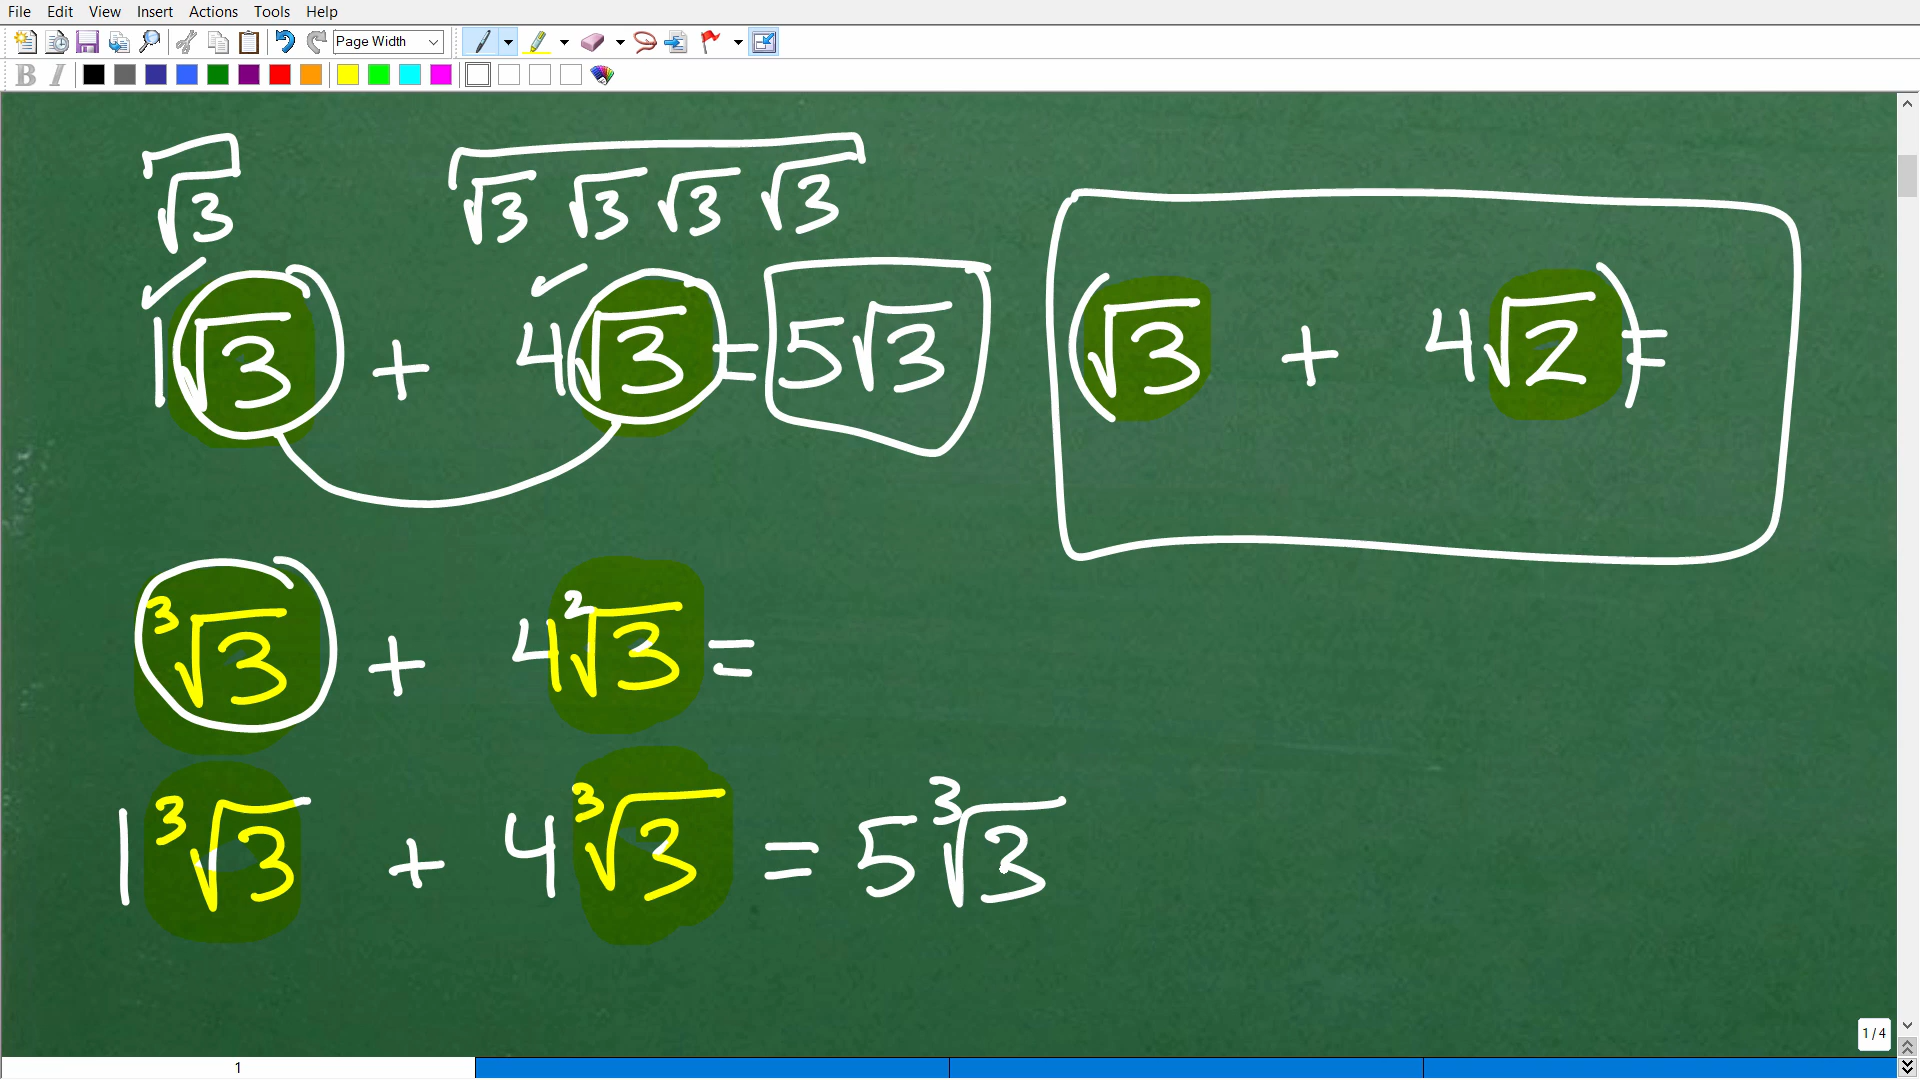 File Edit View Insert Actions Tools Help
Page Width
B I
√3 √3 √3 √3 √3
1√3 + 4√3 = 5√3
(√3 + 4√2) =
³√3 + 4²√3 =
1³√3 + 4³√3 = 5³√3
1 / 4
1